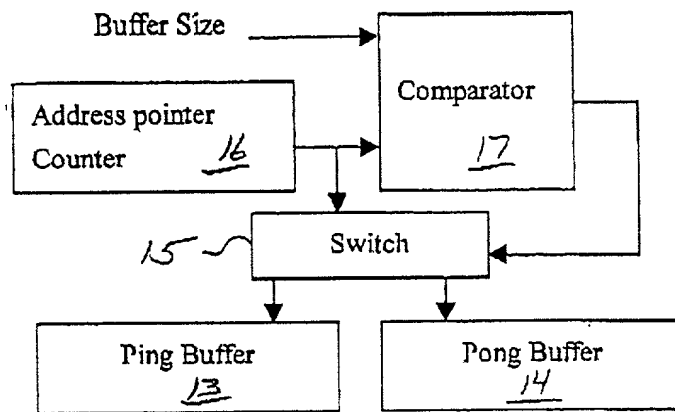 Buffer Size
Address pointer
Counter 16
Comparator
17
15
Switch
Ping Buffer
13
Pong Buffer
14